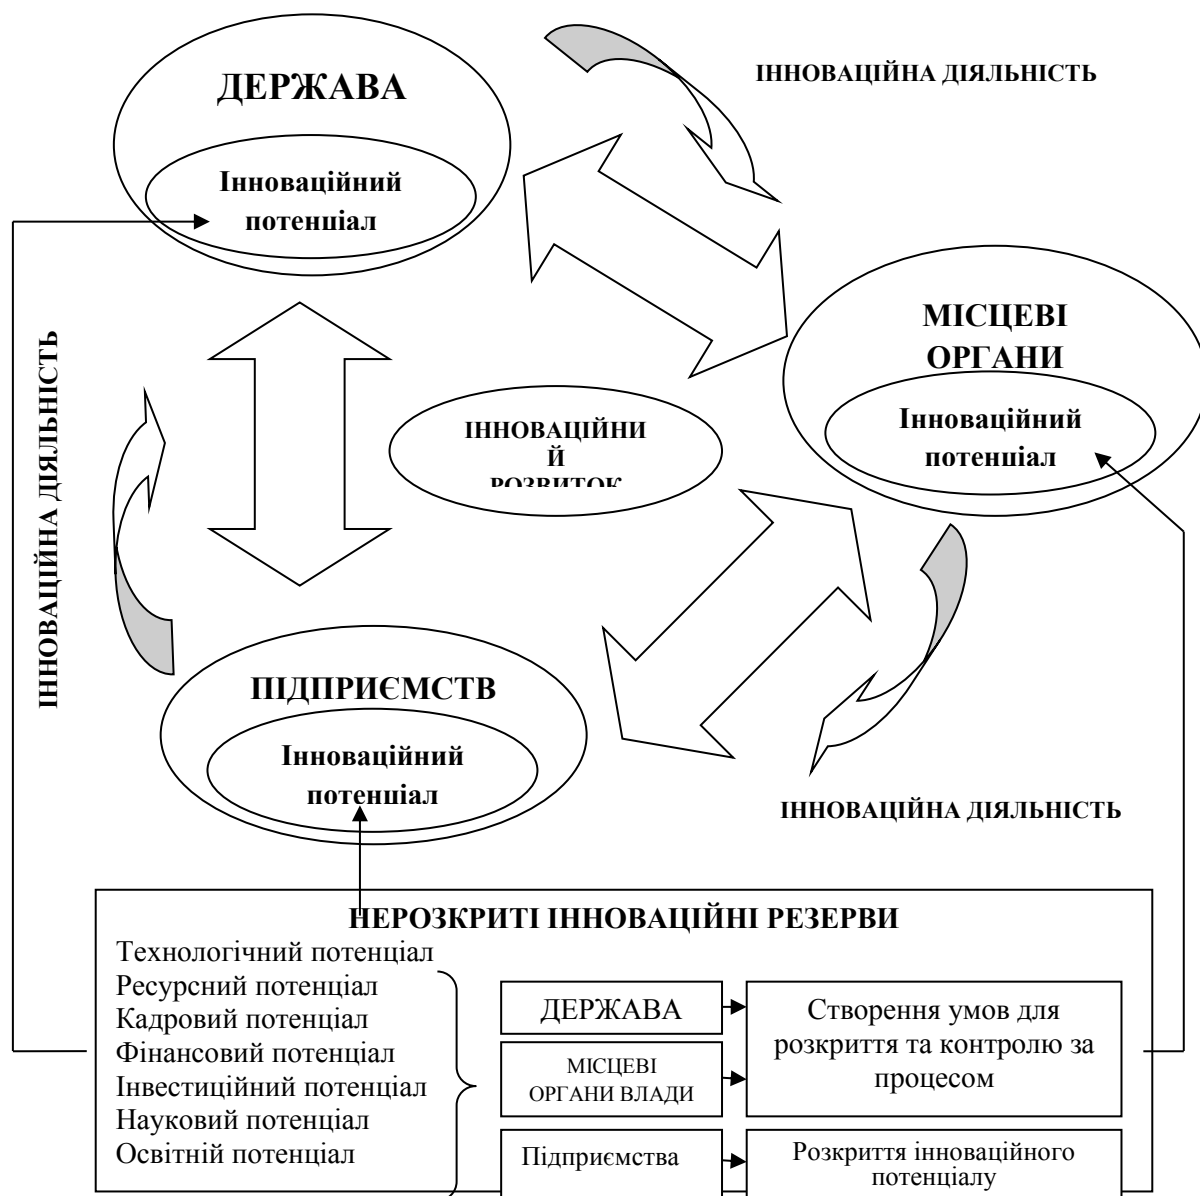 ДЕРЖАВА
Інноваційний
потенціал
ІННОВАЦІЙНА ДІЯЛЬНІСТЬ
МІСЦЕВІ
ОРГАНИ
Інноваційний
потенціал
ІННОВАЦІЙНА ДІЯЛЬНІСТЬ
ІННОВАЦІЙНИ
Й
РОЗВИТОК
ПІДПРИЄМСТВ
Інноваційний
потенціал
ІННОВАЦІЙНА ДІЯЛЬНІСТЬ
НЕРОЗКРИТІ ІННОВАЦІЙНІ РЕЗЕРВИ
Технологічний потенціал
Ресурсний потенціал
Кадровий потенціал
Фінансовий потенціал
Інвестиційний потенціал
Науковий потенціал
Освітній потенціал
ДЕРЖАВА
МІСЦЕВІ
ОРГАНИ ВЛАДИ
Підприємства
Створення умов для
розкриття та контролю за
процесом
Розкриття інноваційного
потенціалу